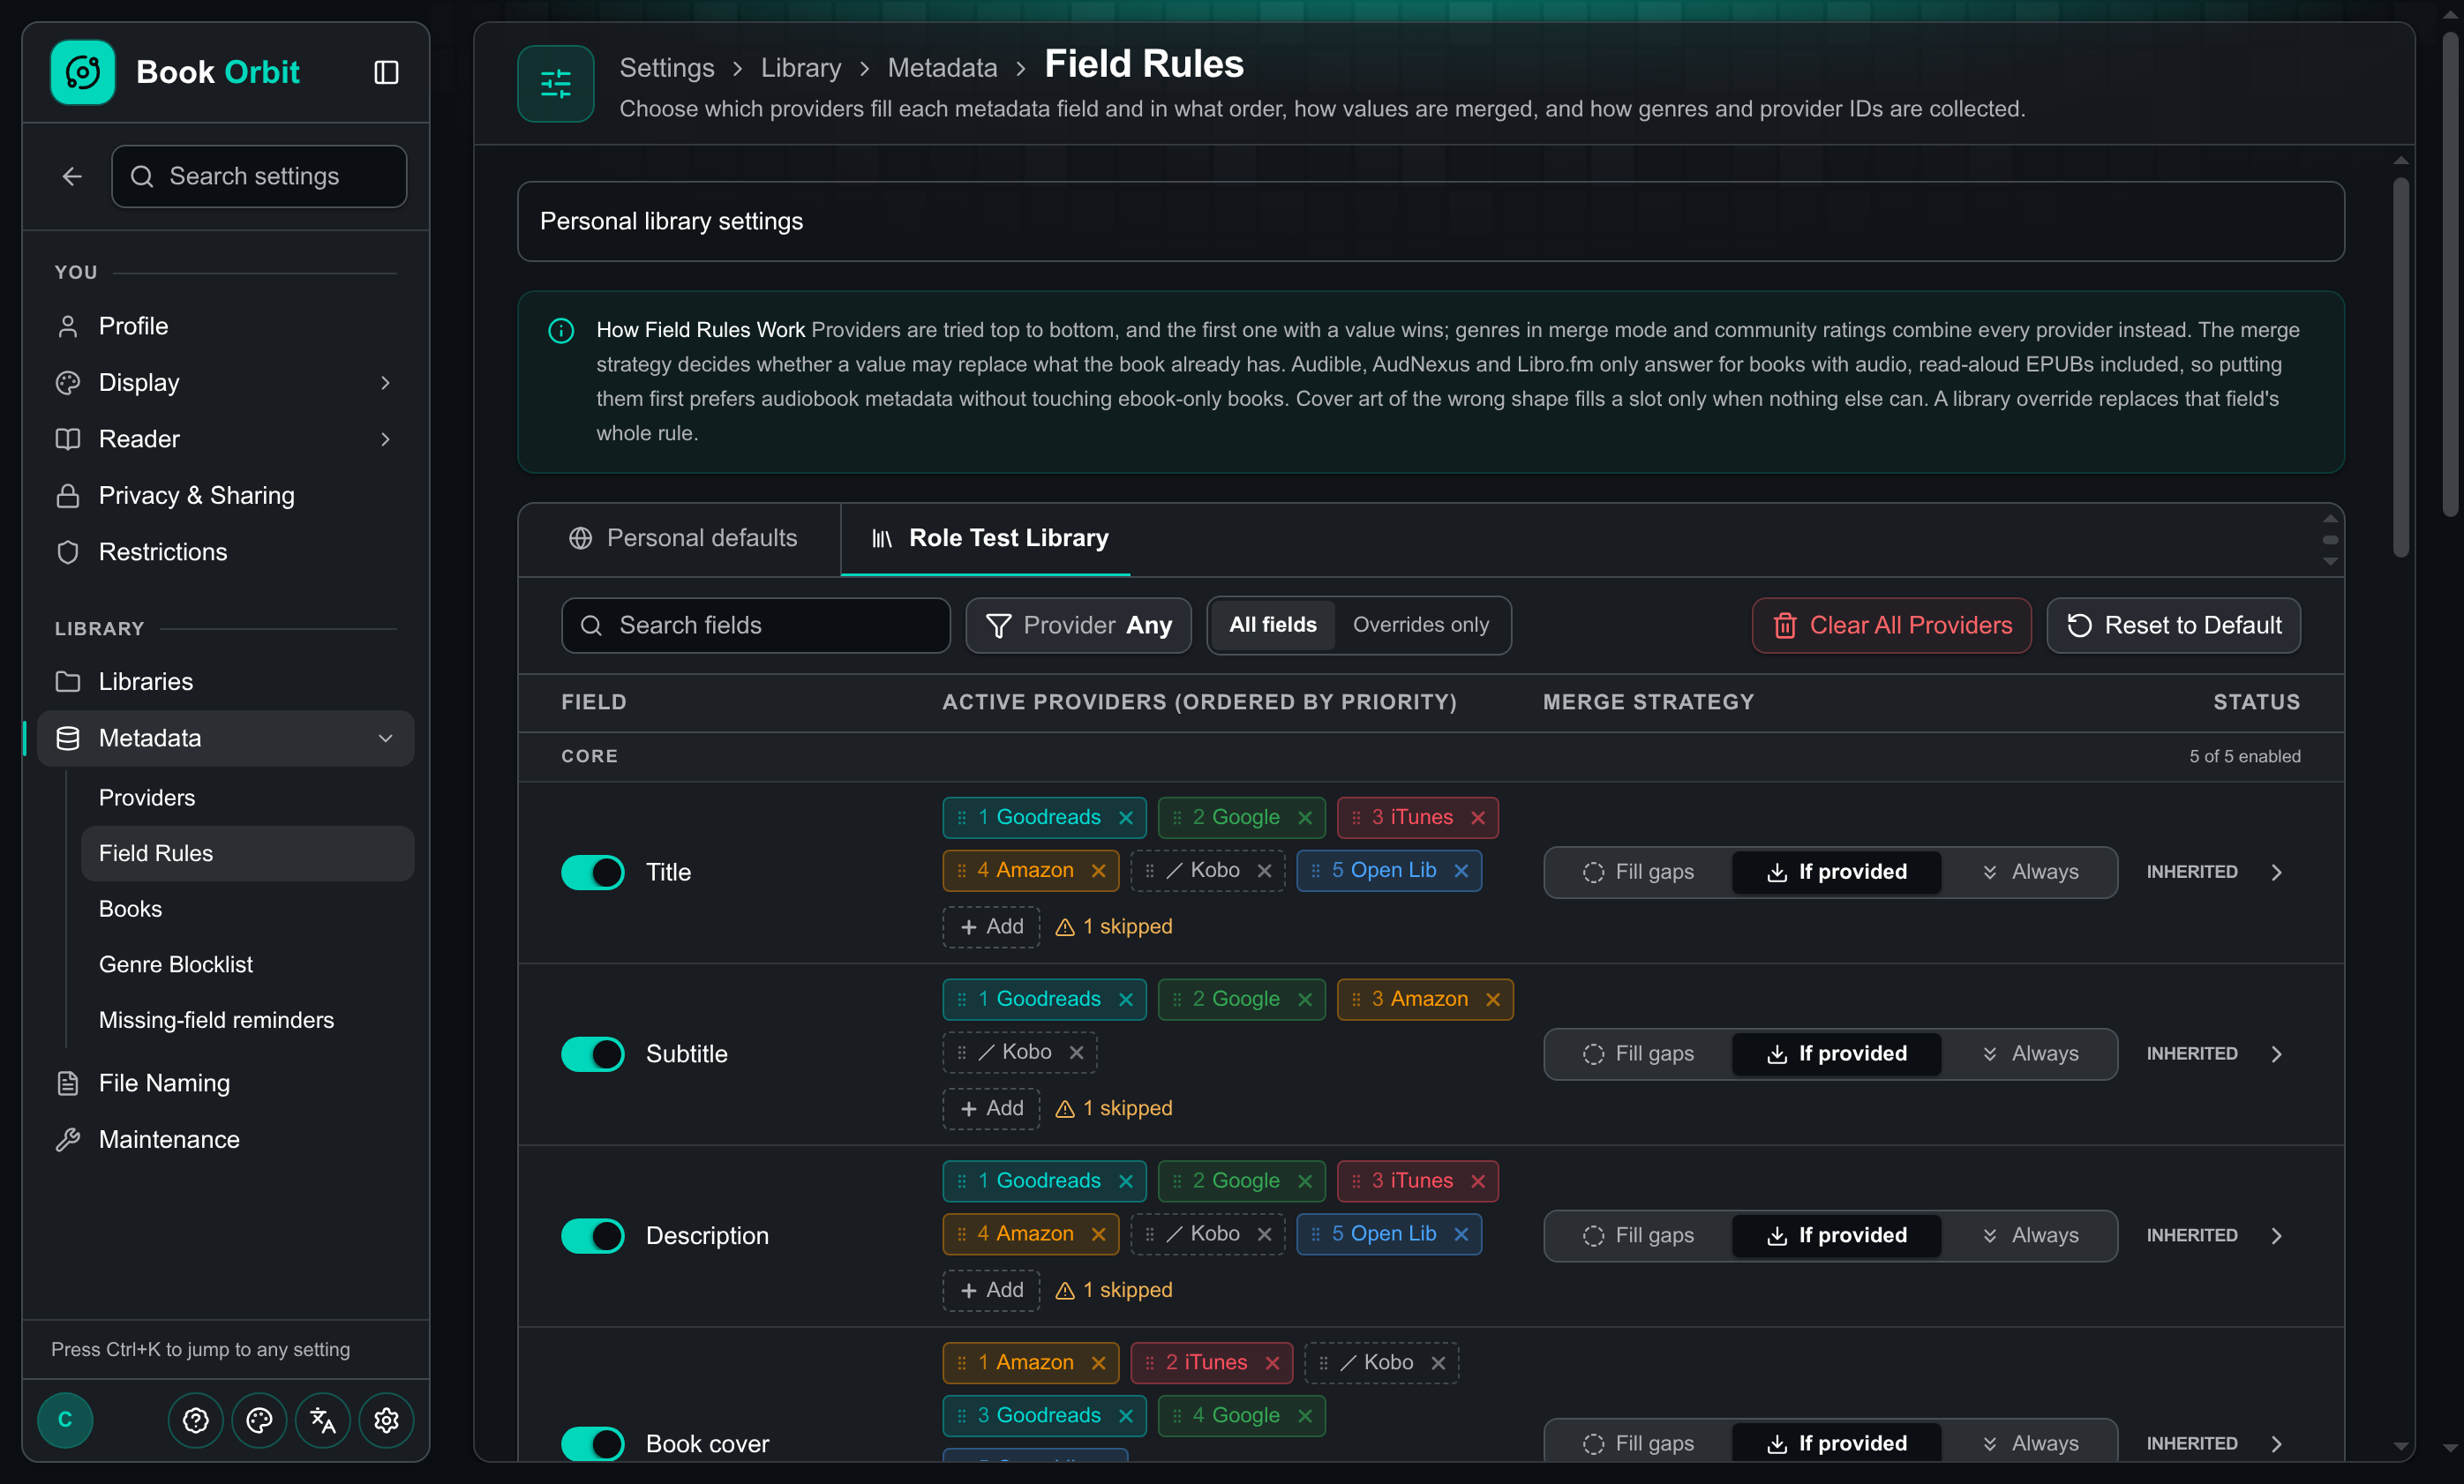 Book Orbit
Search settings
YOU
Profile
Display
Reader
Privacy & Sharing
Restrictions
LIBRARY
Libraries
Metadata
Providers
Field Rules
Books
Genre Blocklist
Missing-field reminders
File Naming
Maintenance
Press Ctrl+K to jump to any setting
C
Settings > Library > Metadata > Field Rules
Choose which providers fill each metadata field and in what order, how values are merged, and how genres and provider IDs are collected.
Personal library settings
How Field Rules Work Providers are tried top to bottom, and the first one with a value wins; genres in merge mode and community ratings combine every provider instead. The merge
strategy decides whether a value may replace what the book already has. Audible, AudNexus and Libro.fm only answer for books with audio, read-aloud EPUBs included, so putting
them first prefers audiobook metadata without touching ebook-only books. Cover art of the wrong shape fills a slot only when nothing else can. A library override replaces that field's
whole rule.
Personal defaults Role Test Library
Search fields Provider Any All fields Overrides only Clear All Providers Reset to Default
FIELD ACTIVE PROVIDERS (ORDERED BY PRIORITY) MERGE STRATEGY STATUS
CORE 5 of 5 enabled
1 Goodreads 2 Google 3 iTunes
4 Amazon Kobo 5 Open Lib
Title Fill gaps If provided Always INHERITED
Add 1 skipped
1 Goodreads 2 Google 3 Amazon
Kobo
Subtitle Fill gaps If provided Always INHERITED
Add 1 skipped
1 Goodreads 2 Google 3 iTunes
4 Amazon Kobo 5 Open Lib
Description Fill gaps If provided Always INHERITED
Add 1 skipped
1 Amazon 2 iTunes Kobo
3 Goodreads 4 Google
Book cover Fill gaps If provided Always INHERITED